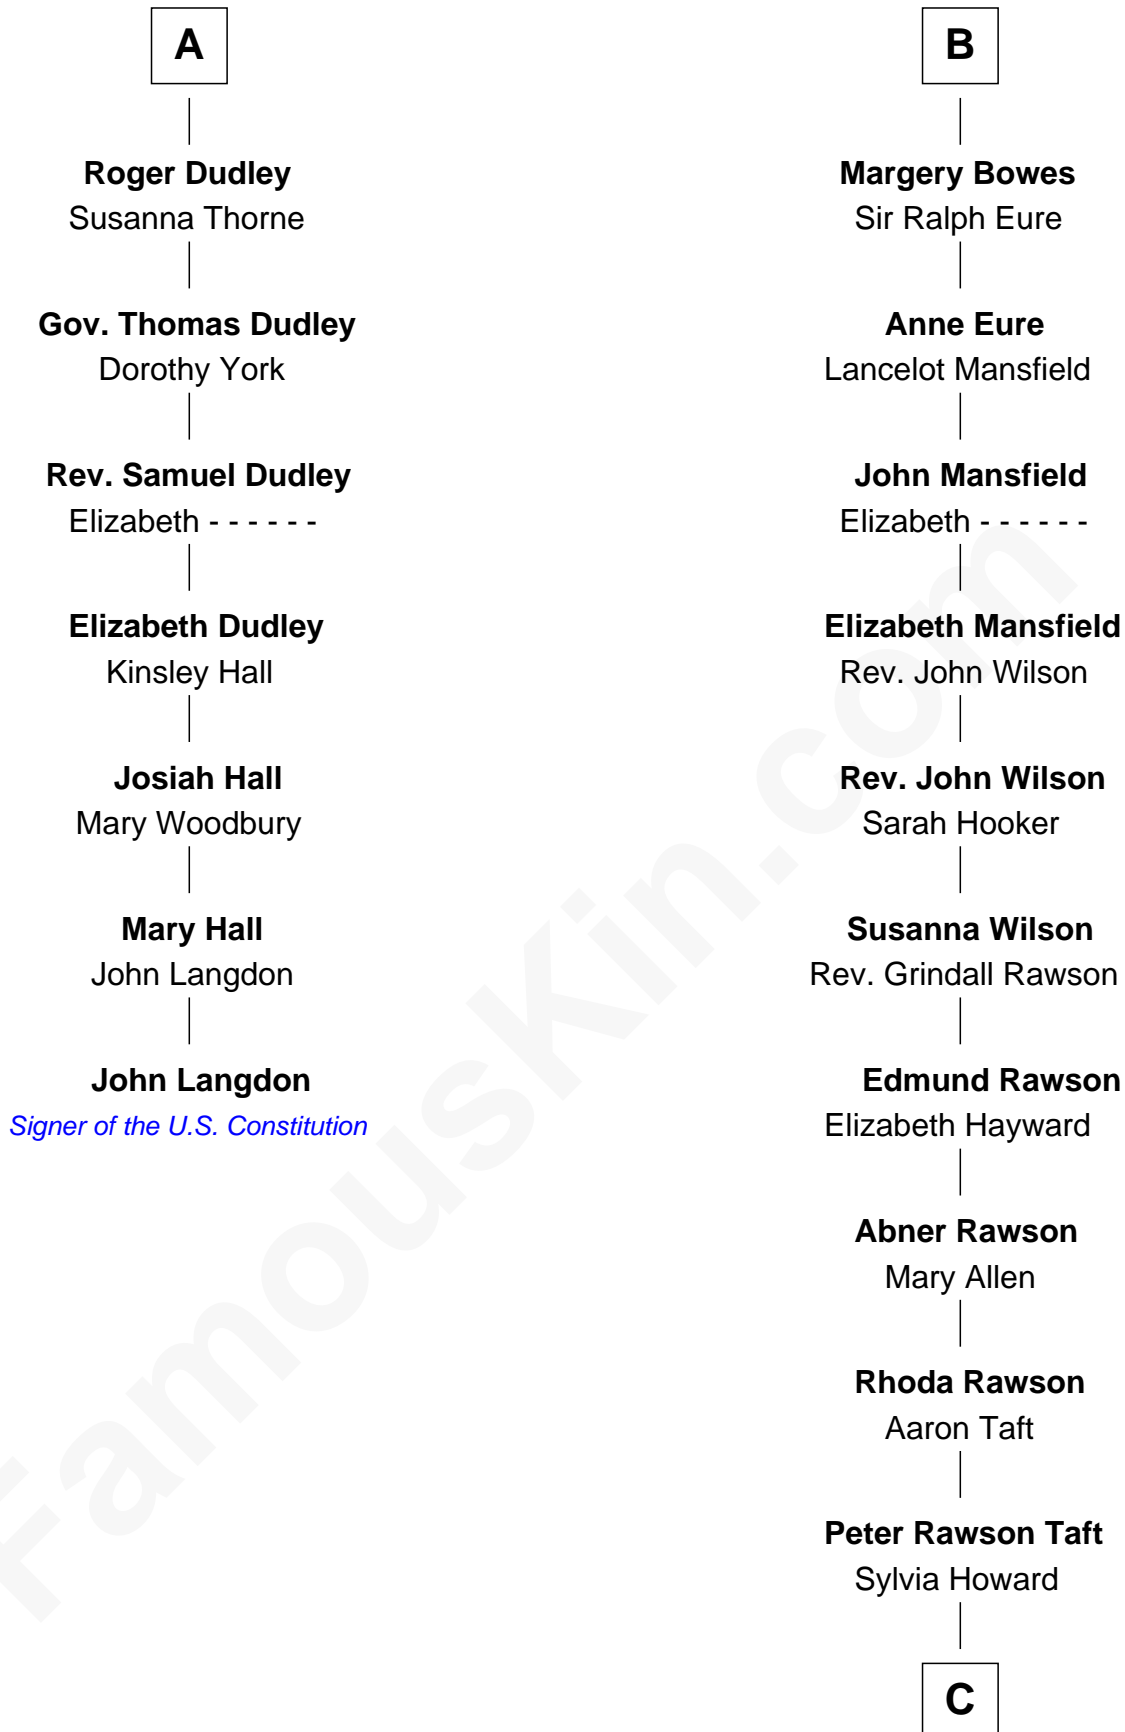 A
Roger Dudley
Susanna Thorne
Gov. Thomas Dudley
Dorothy York
Rev. Samuel Dudley
Elizabeth - - - - - -
Elizabeth Dudley
Kinsley Hall
Josiah Hall
Mary Woodbury
Mary Hall
John Langdon
John Langdon
Signer of the U.S. Constitution
B
Margery Bowes
Sir Ralph Eure
Anne Eure
Lancelot Mansfield
John Mansfield
Elizabeth - - - - - -
Elizabeth Mansfield
Rev. John Wilson
Rev. John Wilson
Sarah Hooker
Susanna Wilson
Rev. Grindall Rawson
Edmund Rawson
Elizabeth Hayward
Abner Rawson
Mary Allen
Rhoda Rawson
Aaron Taft
Peter Rawson Taft
Sylvia Howard
C
FamousKin.com